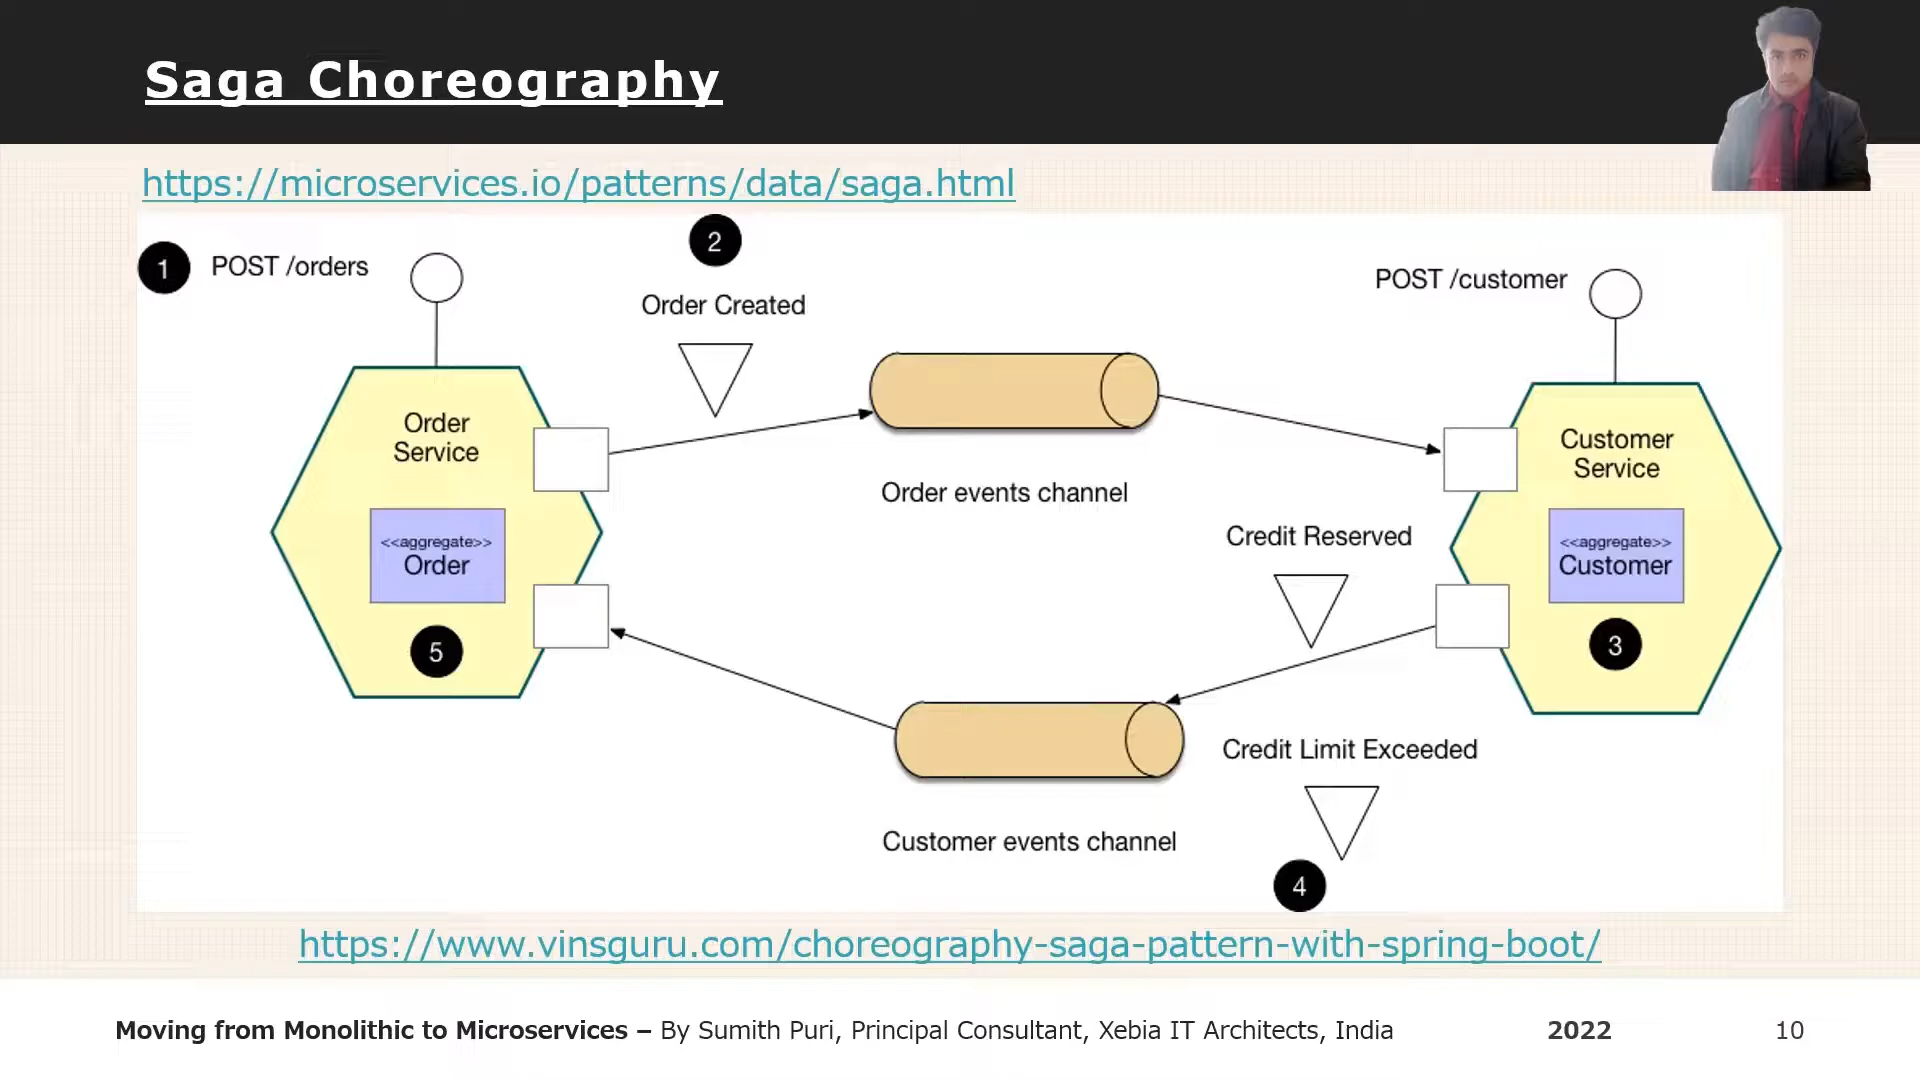 Saga Choreography
https://microservices.io/patterns/data/saga.html
1
POST /orders
2
Order Created
POST /customer
Order
Service
<<aggregate>>
Order
5
Order events channel
Customer
Service
<<aggregate>>
Customer
3
Credit Reserved
Credit Limit Exceeded
4
Customer events channel
https://www.vinsguru.com/choreography-saga-pattern-with-spring-boot/
Moving from Monolithic to Microservices – By Sumith Puri, Principal Consultant, Xebia IT Architects, India
2022
10